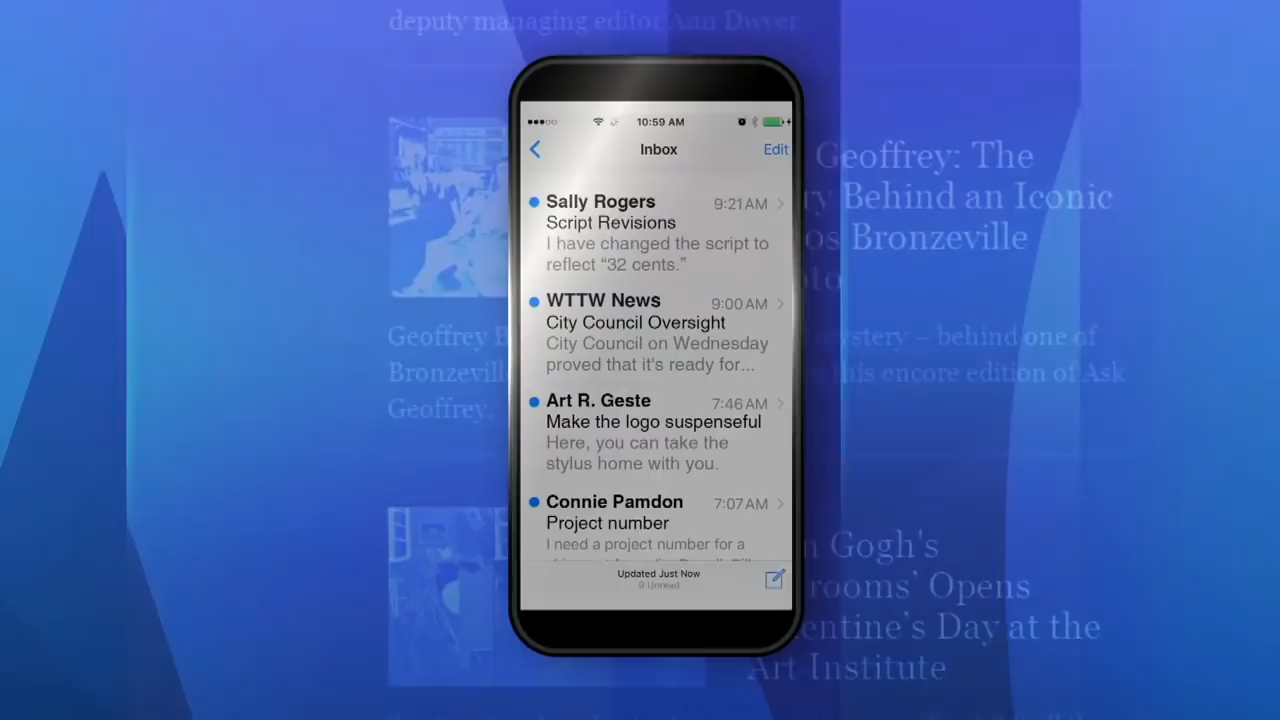 deputy managing editor Ann Dwyer
10:59 AM
Inbox
Edit
Sally Rogers 9:21 AM
Script Revisions
I have changed the script to
reflect “32 cents.”
WTTW News 9:00 AM
City Council Oversight
City Council on Wednesday
proved that it's ready for...
Art R. Geste 7:46 AM
Make the logo suspenseful
Here, you can take the
stylus home with you.
Connie Pamdon 7:07 AM
Project number
I need a project number for a
Updated Just Now
9 Unread
Geoffrey: The
Behind an Iconic
Bronzeville
Geoffrey
behind one of
this encore edition of Ask
Geoffrey.
Gogh's
Opens
Day at the
Art Institute